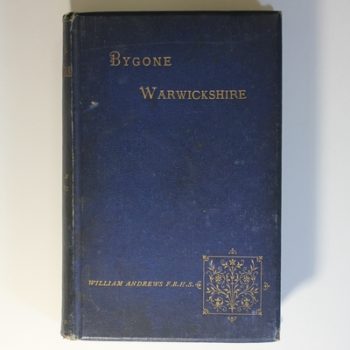 BYGONE
WARWICKSHIRE
WILLIAM ANDREWS F.R.H.S.